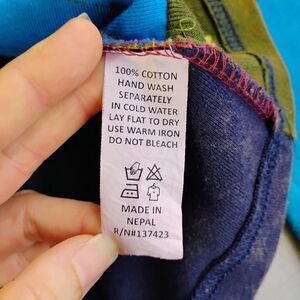 100% COTTON
HAND WASH
SEPARATELY
IN COLD WATER
LAY FLAT TO DRY
USE WARM IRON
DO NOT BLEACH
MADE IN
NEPAL
R/N#137423